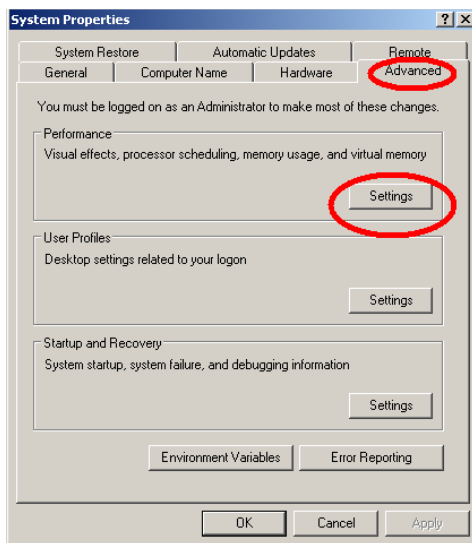 System Properties
System Restore Automatic Updates Remote
General Computer Name Hardware Advanced
You must be logged on as an Administrator to make most of these changes.
Performance
Visual effects, processor scheduling, memory usage, and virtual memory
Settings
User Profiles
Desktop settings related to your logon
Settings
Startup and Recovery
System startup, system failure, and debugging information
Settings
Environment Variables Error Reporting
OK Cancel Apply